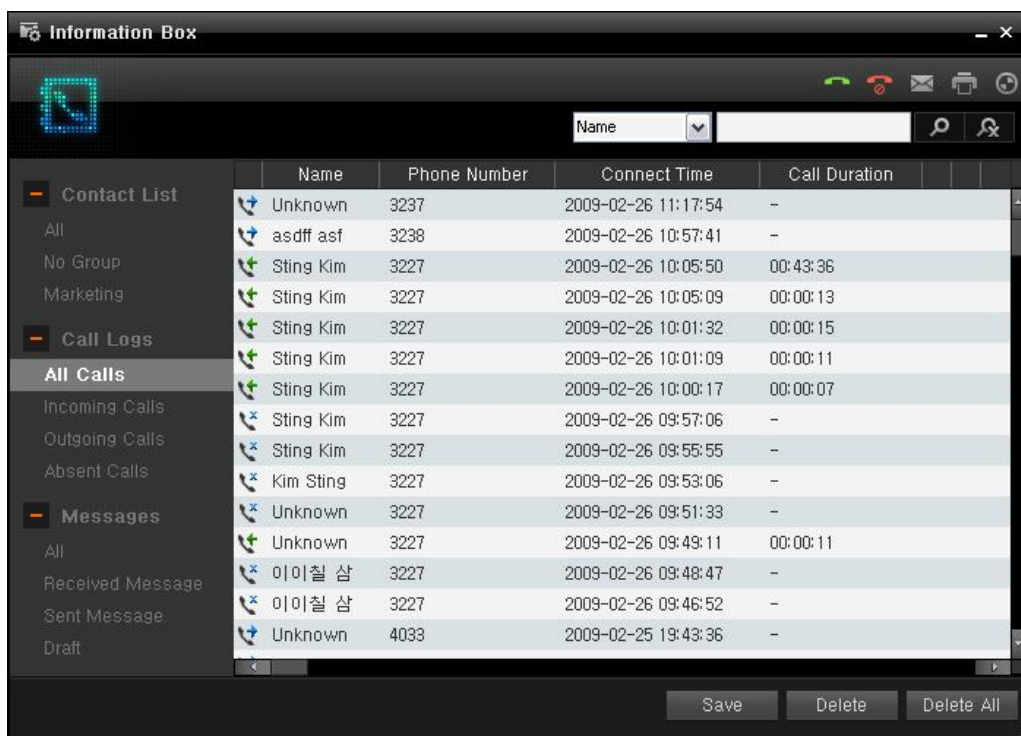 Information Box
Name
Name Phone Number Connect Time Call Duration
Contact List
All
No Group
Marketing
Call Logs
All Calls
Incoming Calls
Outgoing Calls
Absent Calls
Messages
All
Received Message
Sent Message
Draft
Unknown 3237 2009-02-26 11:17:54 -
asdff asf 3238 2009-02-26 10:57:41 -
Sting Kim 3227 2009-02-26 10:05:50 00:43:36
Sting Kim 3227 2009-02-26 10:05:09 00:00:13
Sting Kim 3227 2009-02-26 10:01:32 00:00:15
Sting Kim 3227 2009-02-26 10:01:09 00:00:11
Sting Kim 3227 2009-02-26 10:00:17 00:00:07
Sting Kim 3227 2009-02-26 09:57:06 -
Sting Kim 3227 2009-02-26 09:55:55 -
Kim Sting 3227 2009-02-26 09:53:06 -
Unknown 3227 2009-02-26 09:51:33 -
Unknown 3227 2009-02-26 09:49:11 00:00:11
이이칠 삼 3227 2009-02-26 09:48:47 -
이이칠 삼 3227 2009-02-26 09:46:52 -
Unknown 4033 2009-02-25 19:43:36 -
Save Delete Delete All